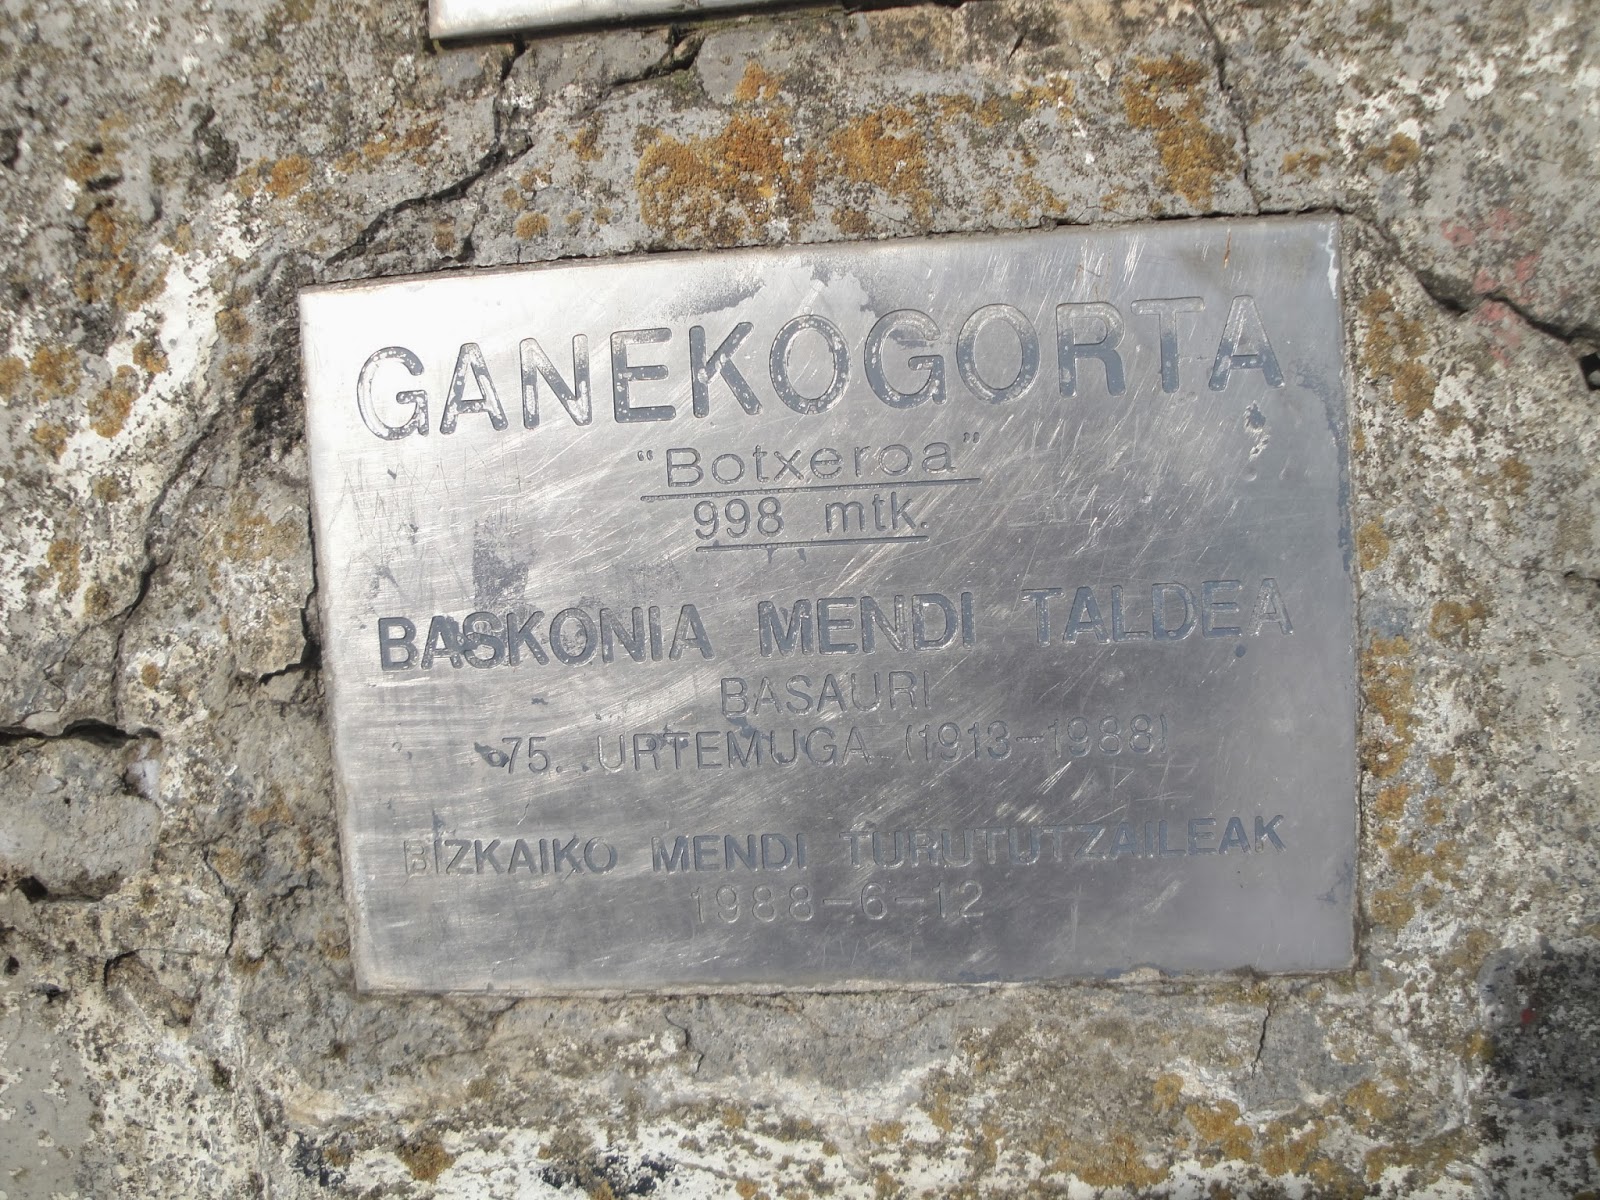 GANEKOGORTA
"Botxeroa"
998 mtk.
BASKONIA MENDI TALDEA
BASAURI
75. URTEMUGA (1913-1988)
BIZKAIKO MENDI TURUTUTZAILEAK
1988-6-12